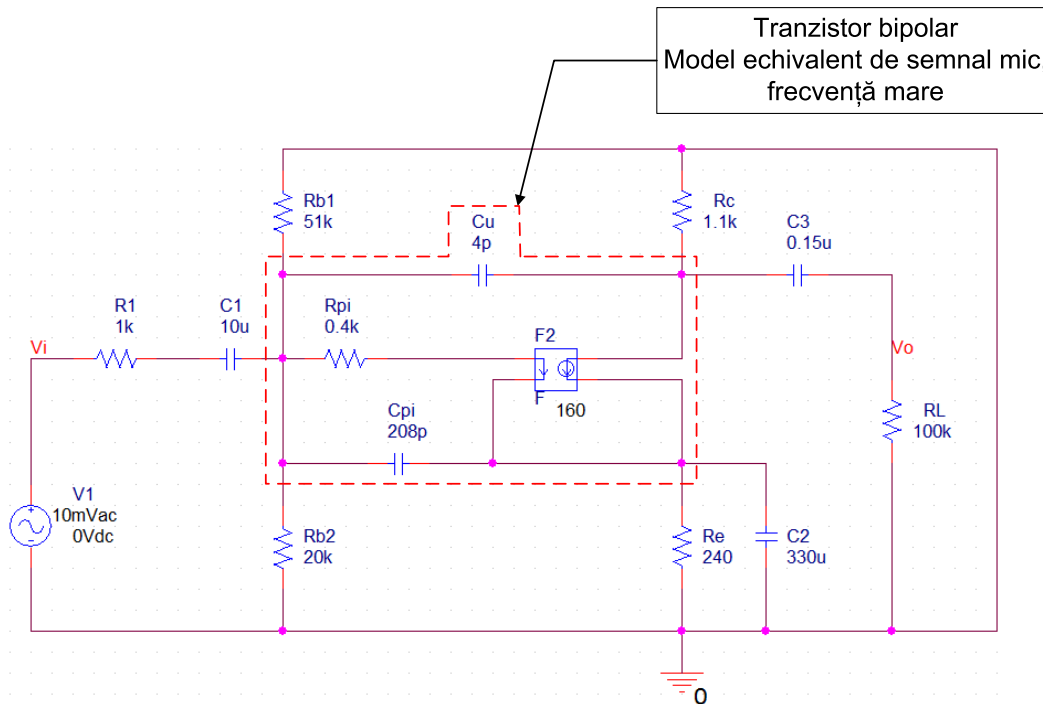 Tranzistor bipolar
Model echivalent de semnal mic,
frecvență mare
Rb1
51k
Rc
1.1k
Cu
4p
C3
0.15u
R1
1k
C1
10u
Rpi
0.4k
F2
Vi
Vo
F
160
RL
100k
Cpi
208p
V1
10mVac
0Vdc
Rb2
20k
Re
240
C2
330u
0